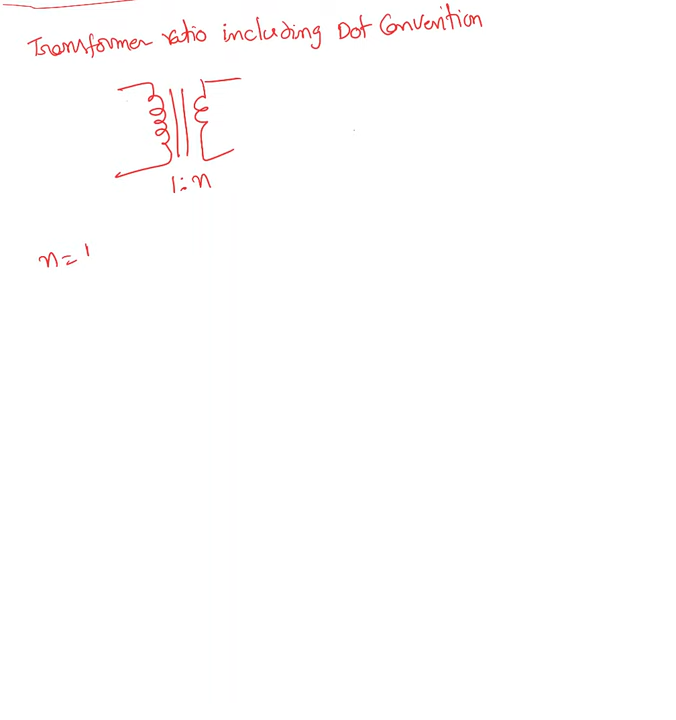 Transformer ratio including Dot Convention
1:n
n = 1